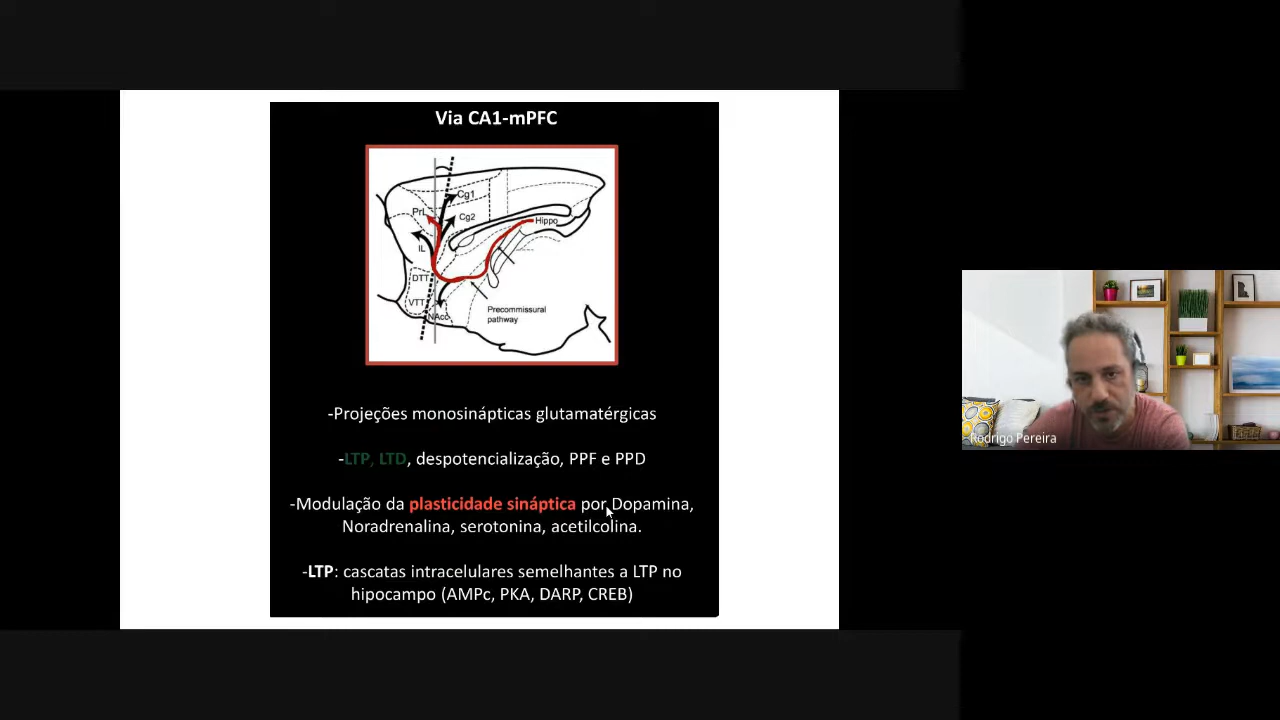 Via CA1-mPFC
Cg1
PrL
Cg2
Hippo
IL
DTT
VTT
NAcc
Precommissural
pathway
-Projeções monosinápticas glutamatérgicas
-LTP, LTD, despotencialização, PPF e PPD
-Modulação da plasticidade sináptica por Dopamina,
Noradrenalina, serotonina, acetilcolina.
-LTP: cascatas intracelulares semelhantes a LTP no
hipocampo (AMPc, PKA, DARP, CREB)
Rodrigo Pereira